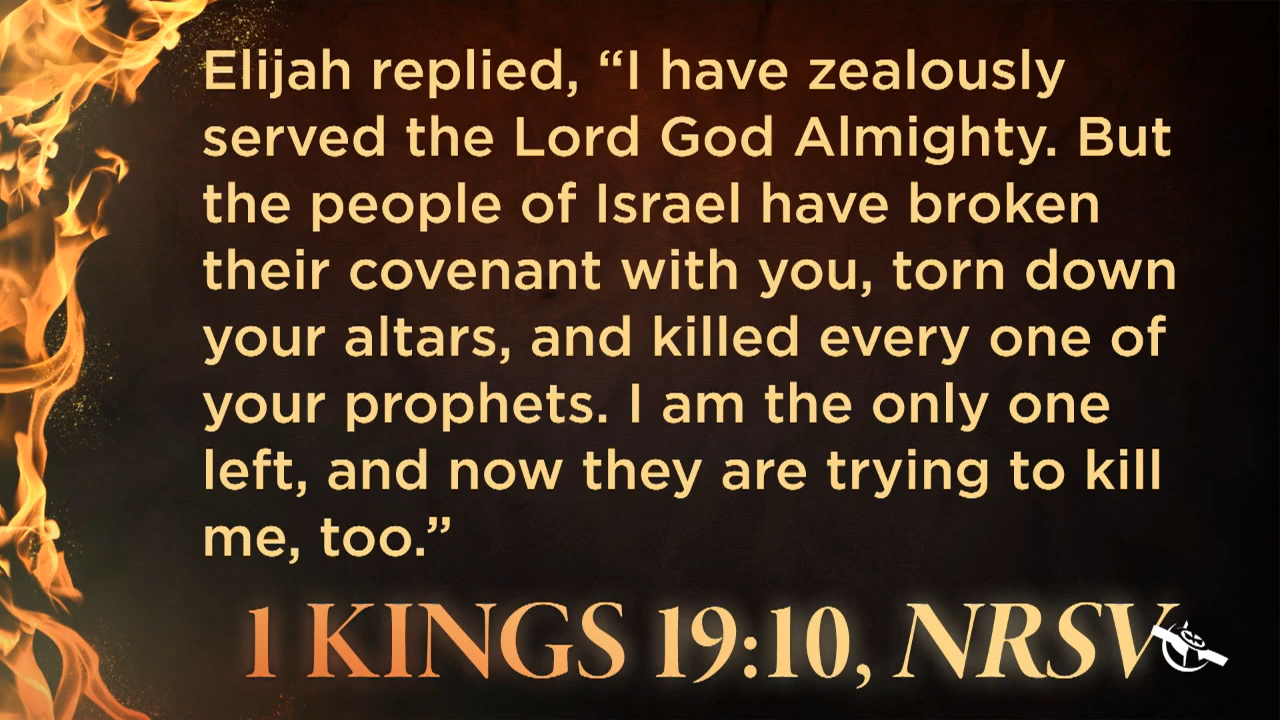 Elijah replied, “I have zealously
served the Lord God Almighty. But
the people of Israel have broken
their covenant with you, torn down
your altars, and killed every one of
your prophets. I am the only one
left, and now they are trying to kill
me, too.”
1 KINGS 19:10, NRSV